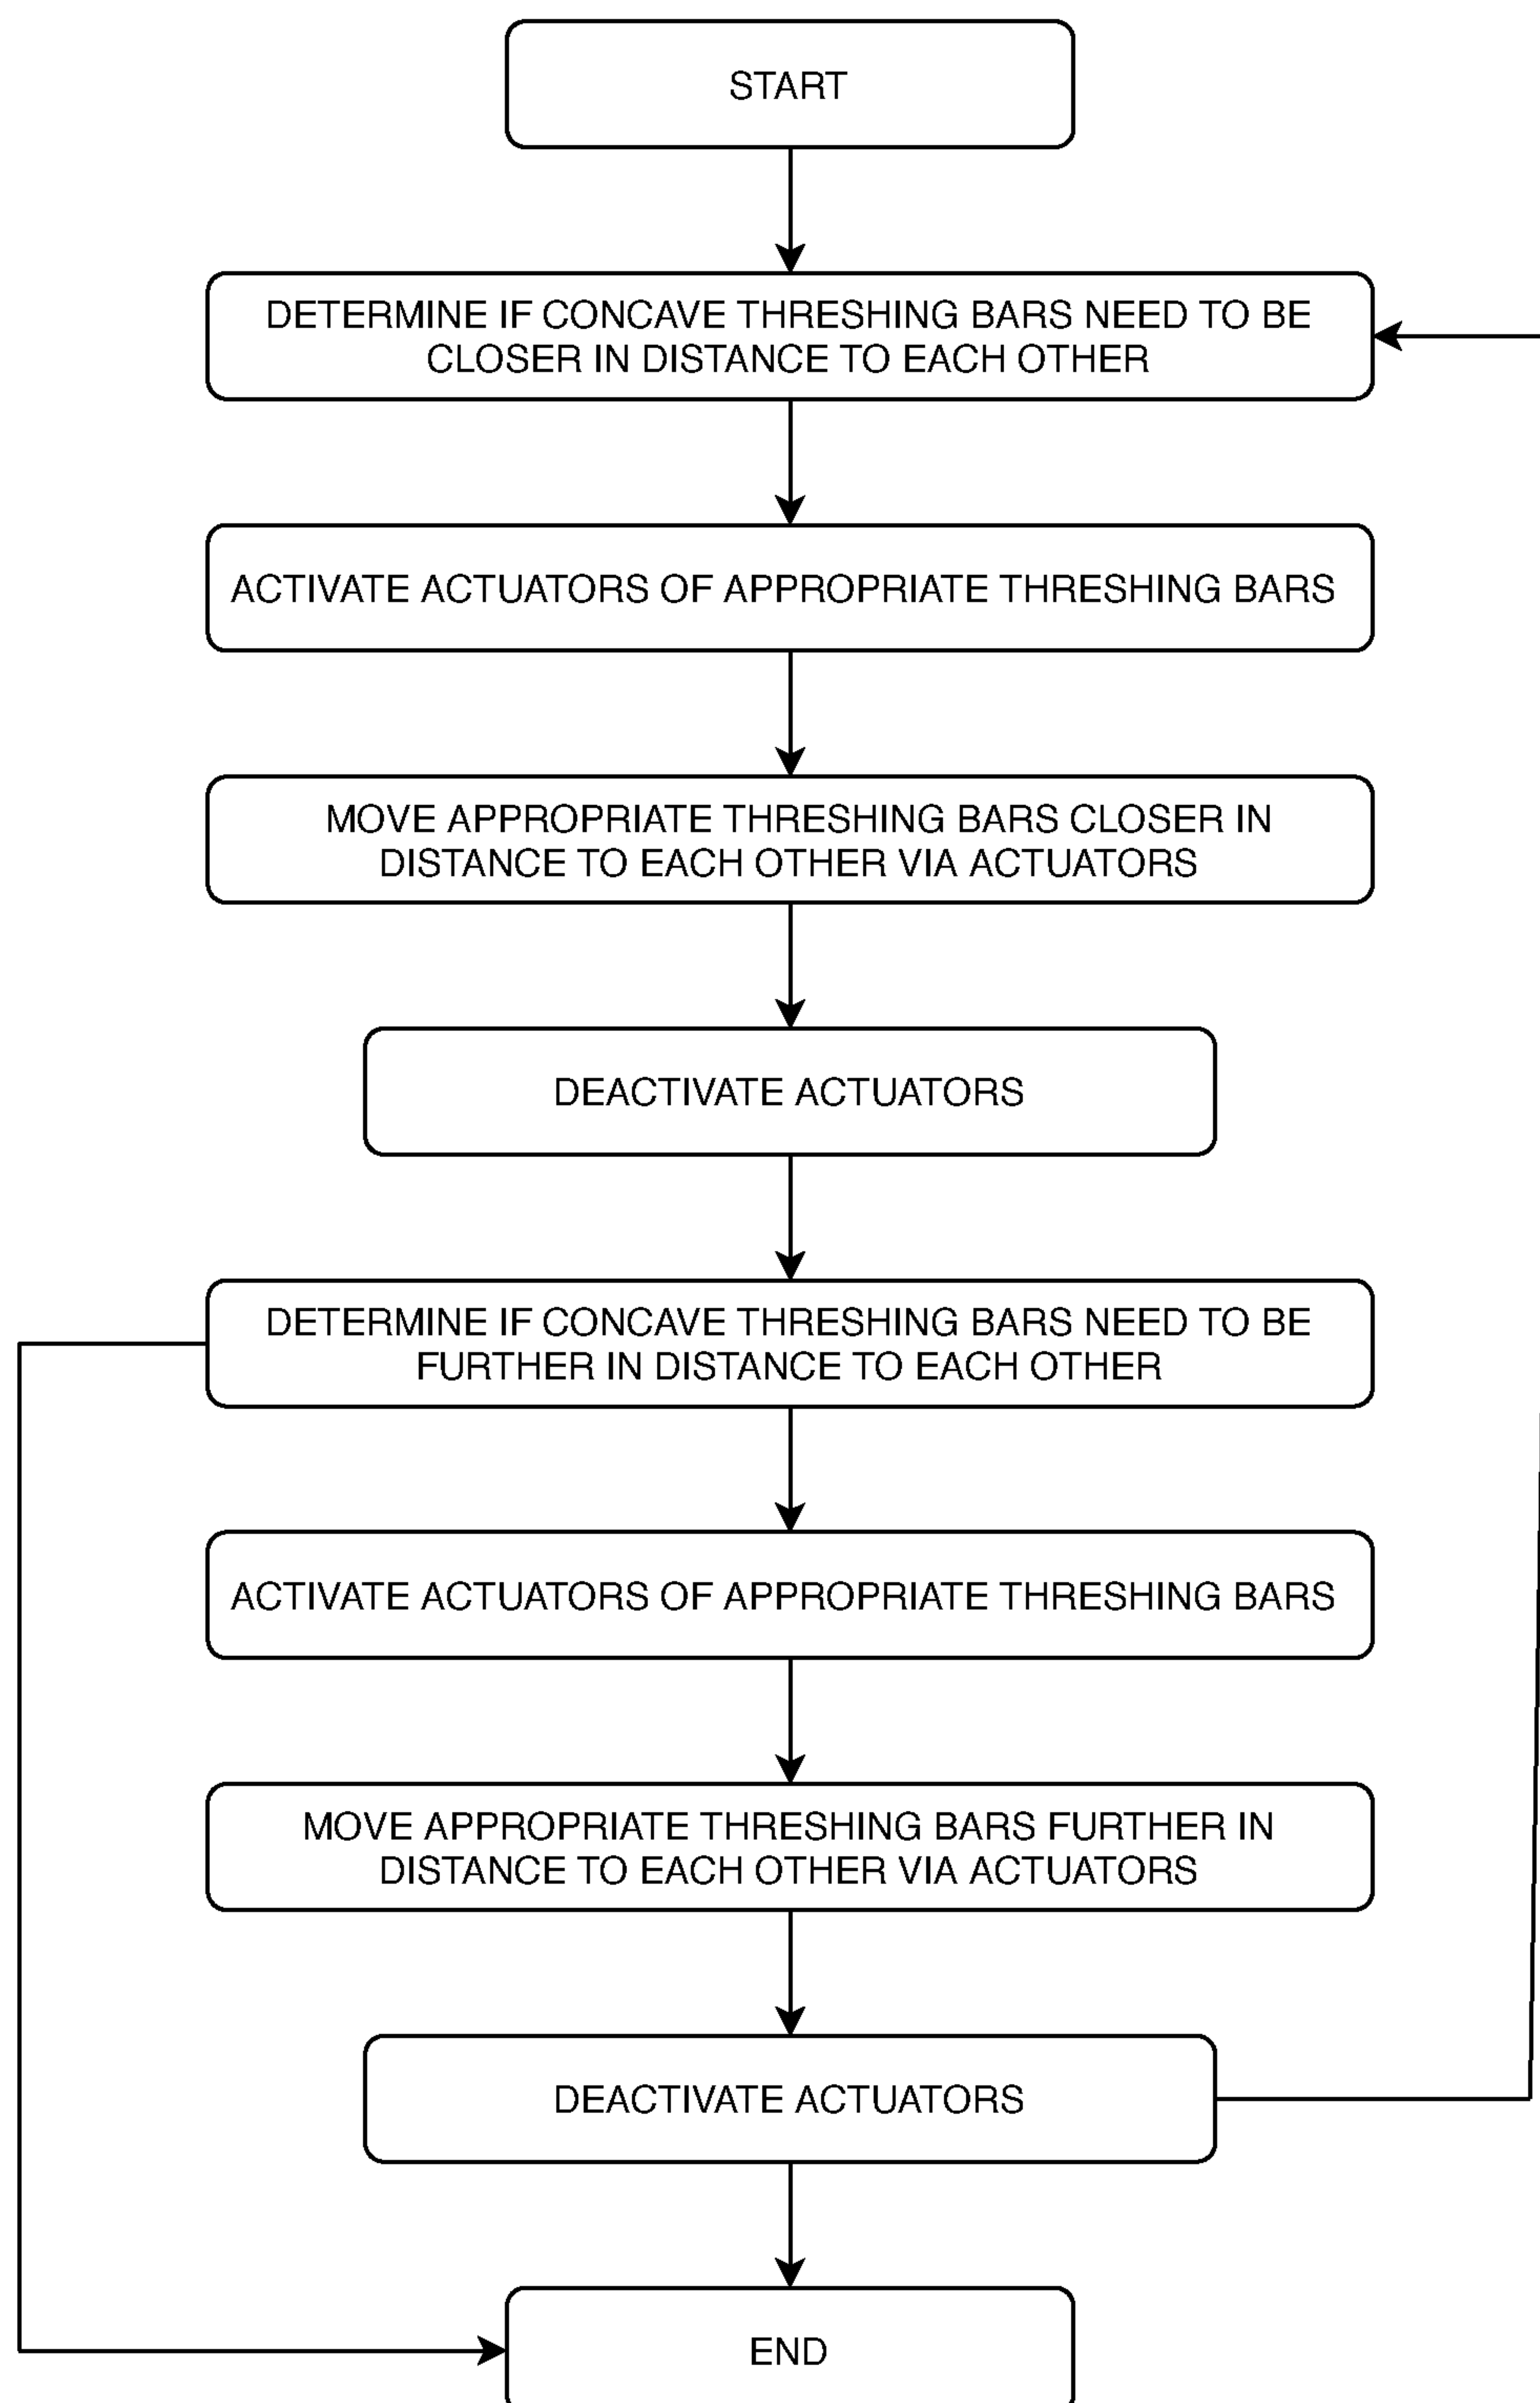 START
DETERMINE IF CONCAVE THRESHING BARS NEED TO BE
CLOSER IN DISTANCE TO EACH OTHER
ACTIVATE ACTUATORS OF APPROPRIATE THRESHING BARS
MOVE APPROPRIATE THRESHING BARS CLOSER IN
DISTANCE TO EACH OTHER VIA ACTUATORS
DEACTIVATE ACTUATORS
DETERMINE IF CONCAVE THRESHING BARS NEED TO BE
FURTHER IN DISTANCE TO EACH OTHER
ACTIVATE ACTUATORS OF APPROPRIATE THRESHING BARS
MOVE APPROPRIATE THRESHING BARS FURTHER IN
DISTANCE TO EACH OTHER VIA ACTUATORS
DEACTIVATE ACTUATORS
END